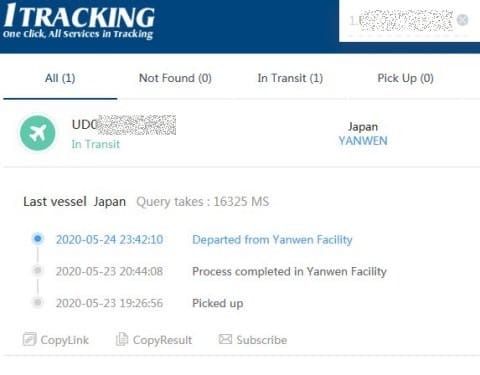 1TRACKING
One Click, All Services in Tracking
1.
All (1)
Not Found (0)
In Transit (1)
Pick Up (0)
UD0
Japan
In Transit
YANWEN
Last vessel Japan Query takes : 16325 MS
2020-05-24 23:42:10 Departed from Yanwen Facility
2020-05-23 20:44:08 Process completed in Yanwen Facility
2020-05-23 19:26:56 Picked up
CopyLink
CopyResult
Subscribe